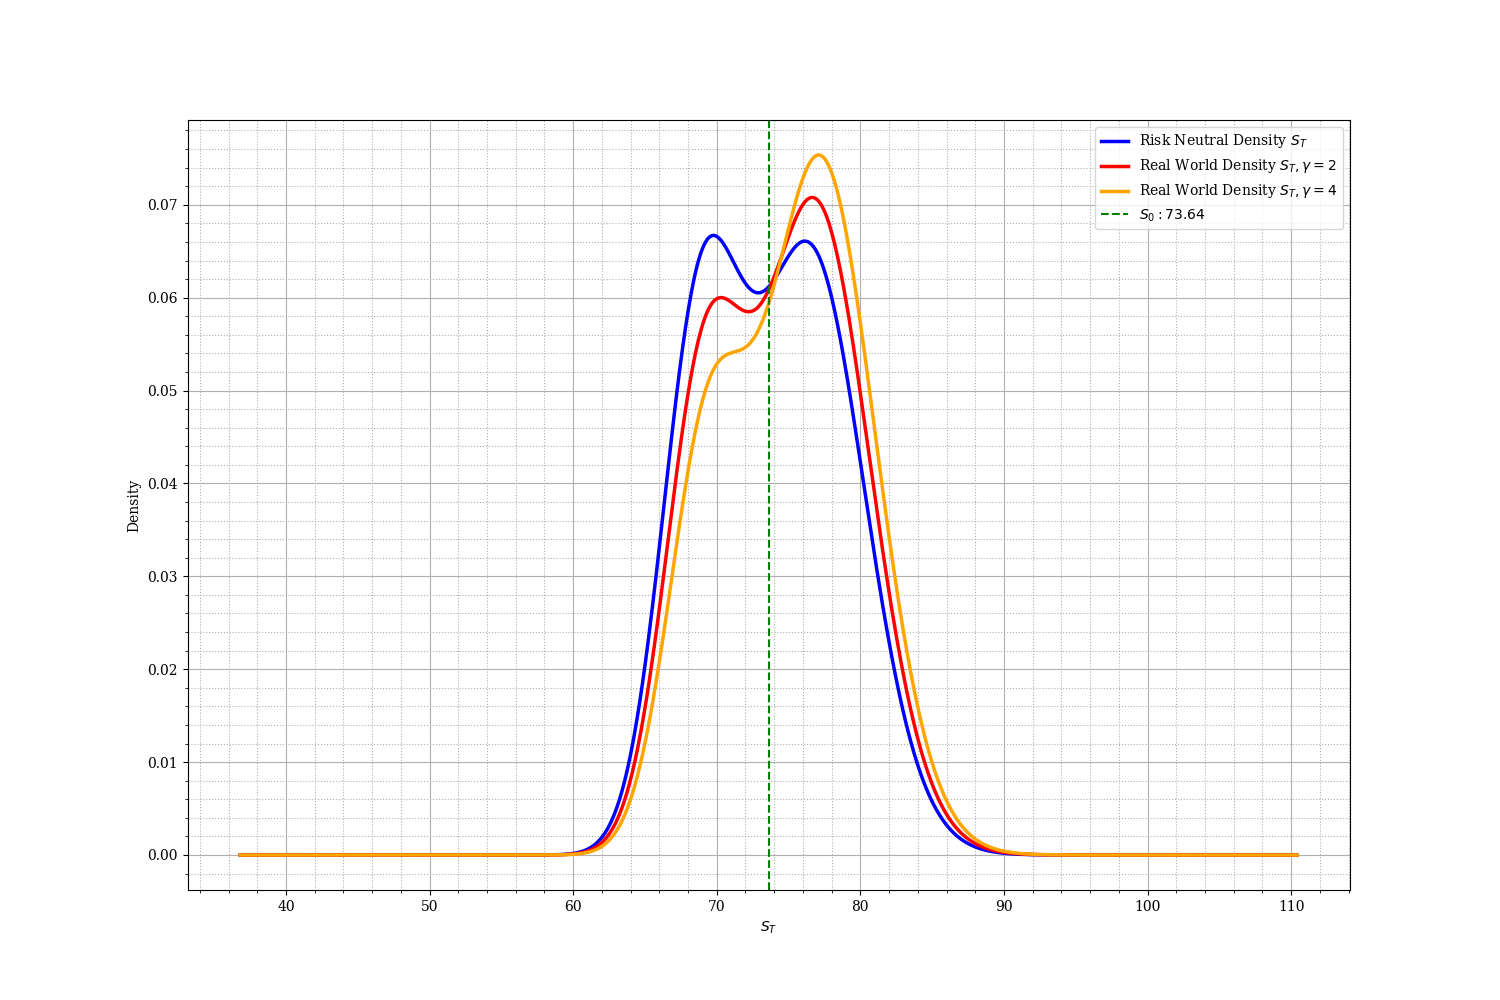 Risk Neutral Density $S_T$
Real World Density $S_T, \gamma = 2$
Real World Density $S_T, \gamma = 4$
$S_0 : 73.64$
0.07
0.06
0.05
0.04
0.03
0.02
0.01
0.00
Density
40 50 60 70 80 90 100 110
$S_T$